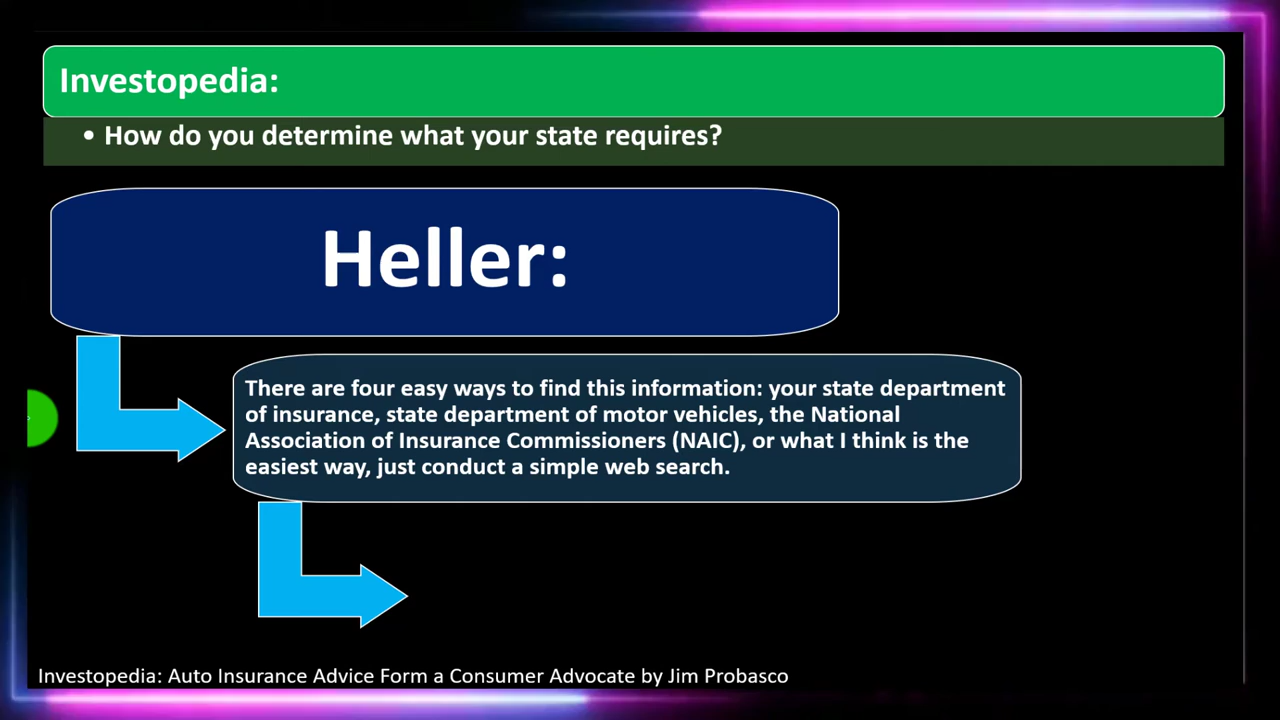 Investopedia:
• How do you determine what your state requires?
Heller:
There are four easy ways to find this information: your state department
of insurance, state department of motor vehicles, the National
Association of Insurance Commissioners (NAIC), or what I think is the
easiest way, just conduct a simple web search.
Investopedia: Auto Insurance Advice Form a Consumer Advocate by Jim Probasco